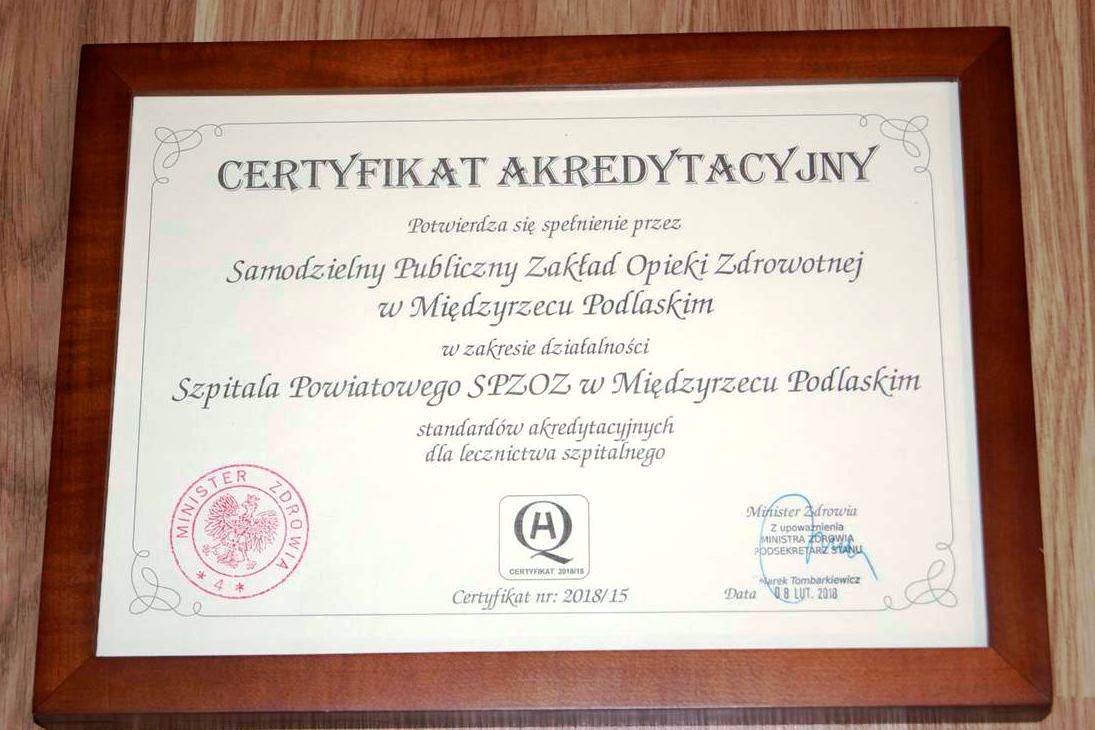 CERTYFIKAT AKREDYTACYJNY
Potwierdza się spełnienie przez
Samodzielny Publiczny Zakład Opieki Zdrowotnej
w Międzyrzecu Podlaskim
w zakresie działalności
Szpitala Powiatowego SPZOZ w Międzyrzecu Podlaskim
standardów akredytacyjnych
dla lecznictwa szpitalnego
MINISTER ZDROWIA
* 4 *
HQ
CERTYFIKAT 2018/15
Certyfikat nr: 2018/15
Minister Zdrowia
Z upoważnienia
MINISTRA ZDROWIA
PODSEKRETARZ STANU
Marek Tombarkiewicz
Data 08 LUT. 2018